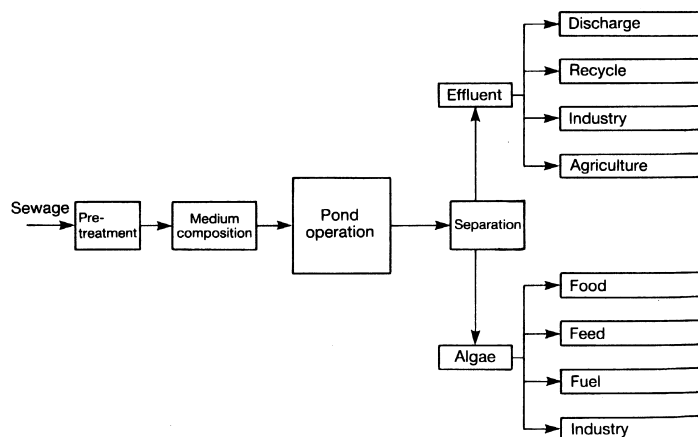 Sewage
Pre-
treatment
Medium
composition
Pond
operation
Separation
Effluent
Discharge
Recycle
Industry
Agriculture
Algae
Food
Feed
Fuel
Industry